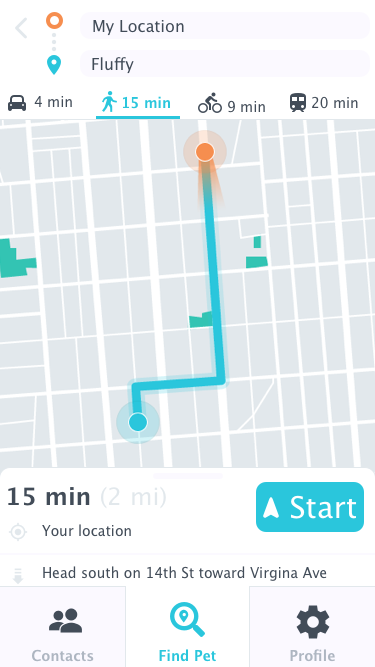 My Location
Fluffy
4 min
15 min
9 min
20 min
15 min (2 mi)
Start
Your location
Head south on 14th St toward Virgina Ave
Contacts
Find Pet
Profile